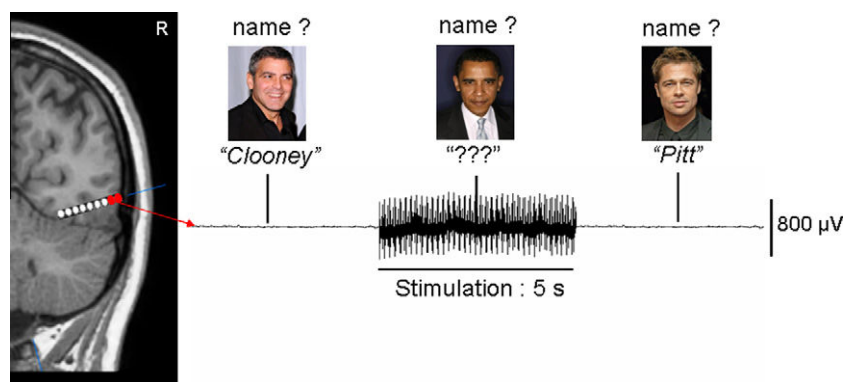 R
name ? name ? name ?
“Clooney” “???” “Pitt”
800 µV
Stimulation : 5 s